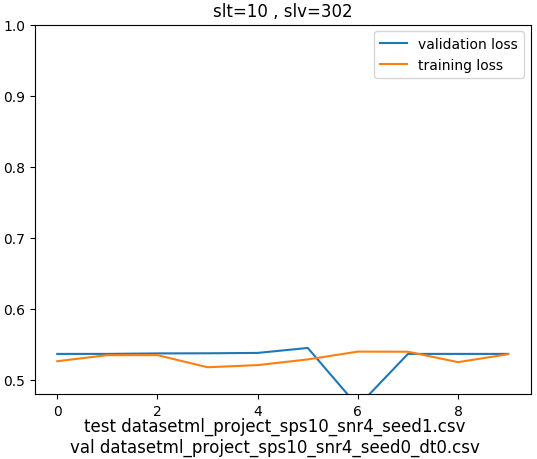 slt=10 , slv=302
1.0
0.9
0.8
0.7
0.6
0.5
validation loss
training loss
0
2
4
6
8
test datasetml_project_sps10_snr4_seed1.csv
val datasetml_project_sps10_snr4_seed0_dt0.csv